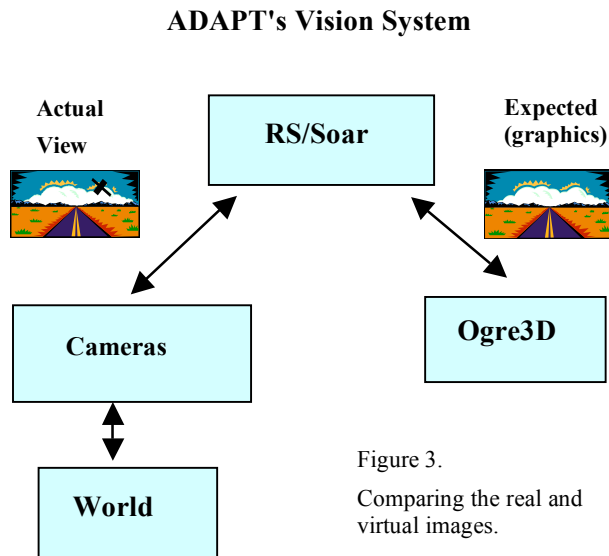 ADAPT's Vision System
Actual
View
RS/Soar
Expected
(graphics)
Cameras
Ogre3D
World
Figure 3.
Comparing the real and
virtual images.